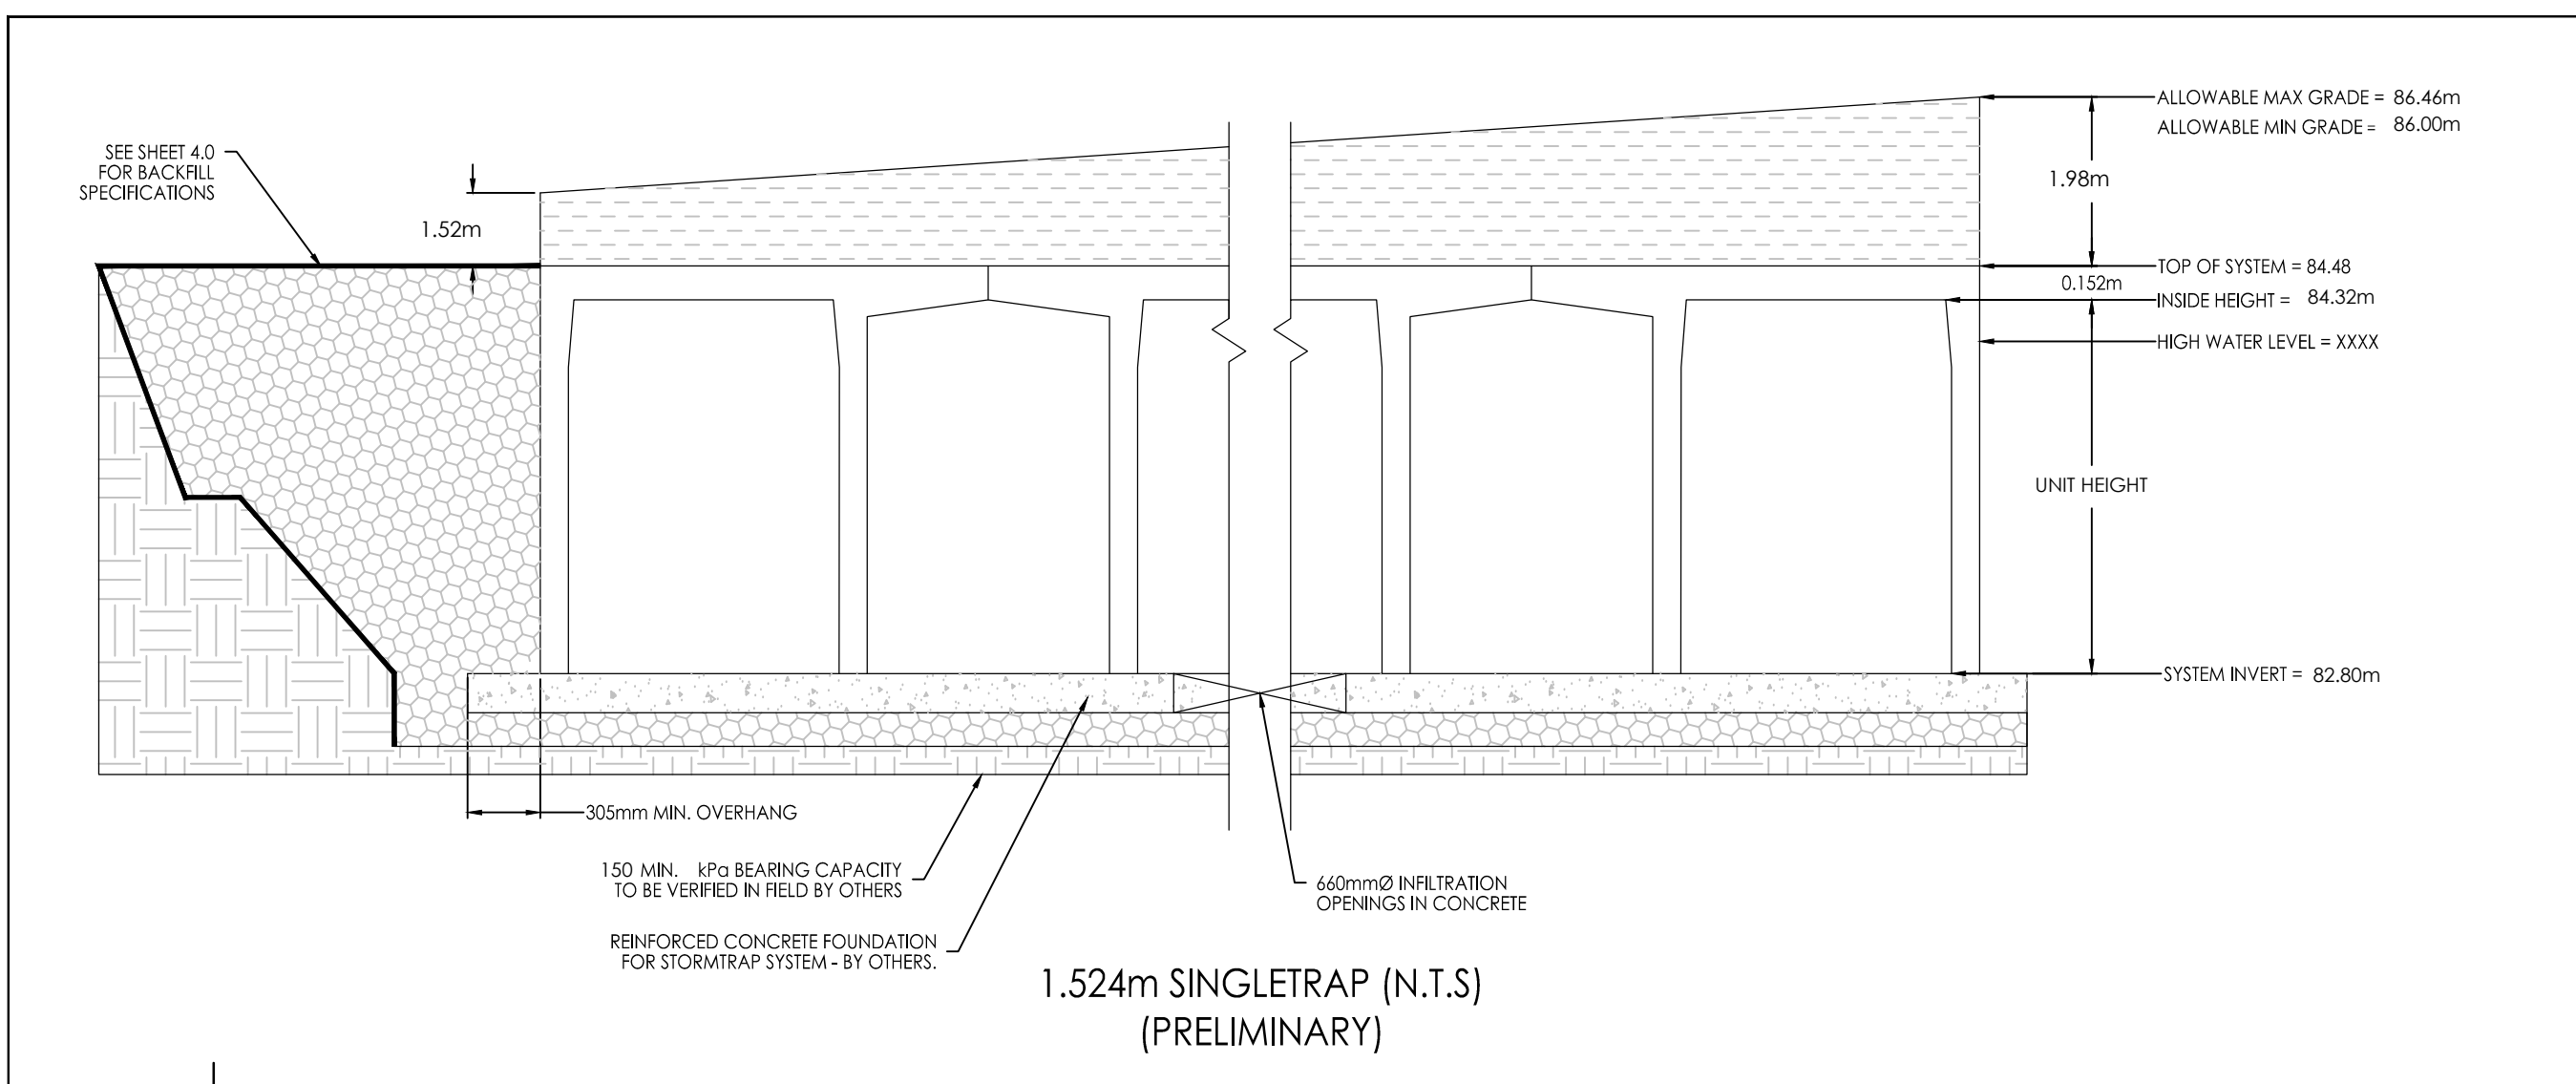 SEE SHEET 4.0
FOR BACKFILL
SPECIFICATIONS
1.52m
ALLOWABLE MAX GRADE = 86.46m
ALLOWABLE MIN GRADE = 86.00m
1.98m
TOP OF SYSTEM = 84.48
0.152m
INSIDE HEIGHT = 84.32m
HIGH WATER LEVEL = XXXX
UNIT HEIGHT
SYSTEM INVERT = 82.80m
305mm MIN. OVERHANG
150 MIN. kPa BEARING CAPACITY
TO BE VERIFIED IN FIELD BY OTHERS
660mmØ INFILTRATION
OPENINGS IN CONCRETE
REINFORCED CONCRETE FOUNDATION
FOR STORMTRAP SYSTEM - BY OTHERS.
1.524m SINGLETRAP (N.T.S)
(PRELIMINARY)